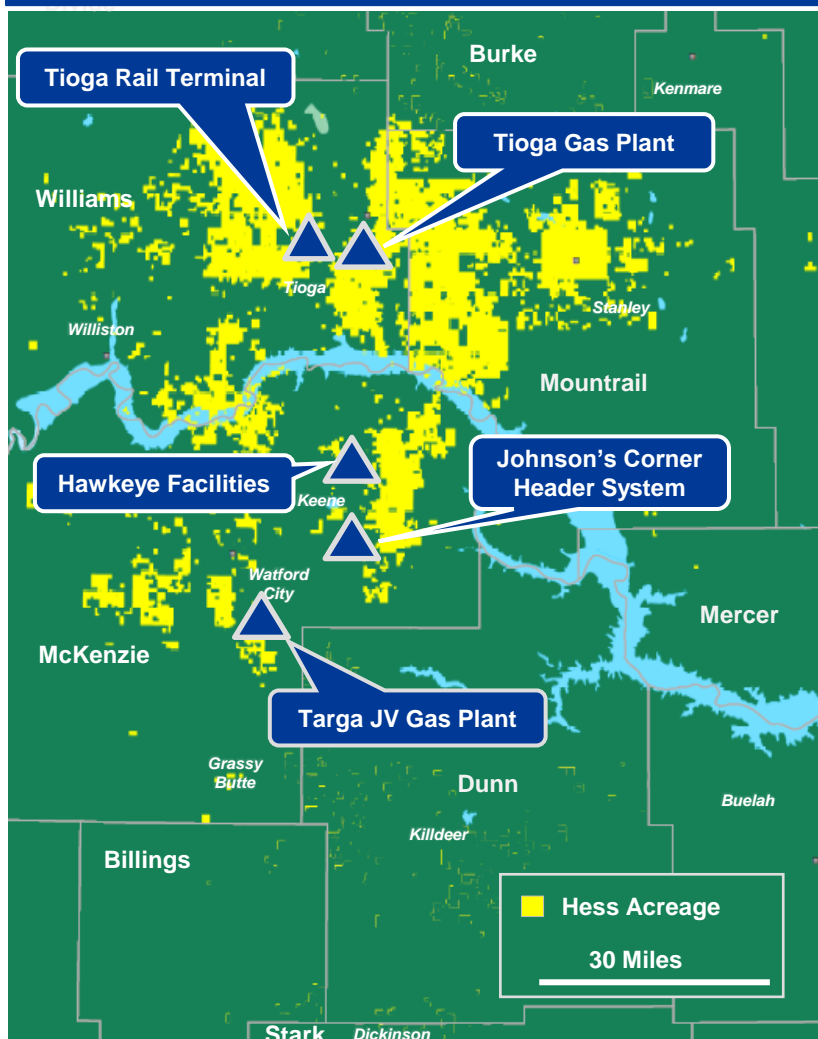 Burke
Tioga Rail Terminal
Kenmare
Tioga Gas Plant
Williams
Tioga
Stanley
Williston
Mountrail
Johnson’s Corner
Header System
Hawkeye Facilities
Keene
Watford
City
Mercer
McKenzie
Targa JV Gas Plant
Grassy
Butte
Dunn
Buelah
Killdeer
Billings
Hess Acreage
30 Miles
Stark
Dickinson